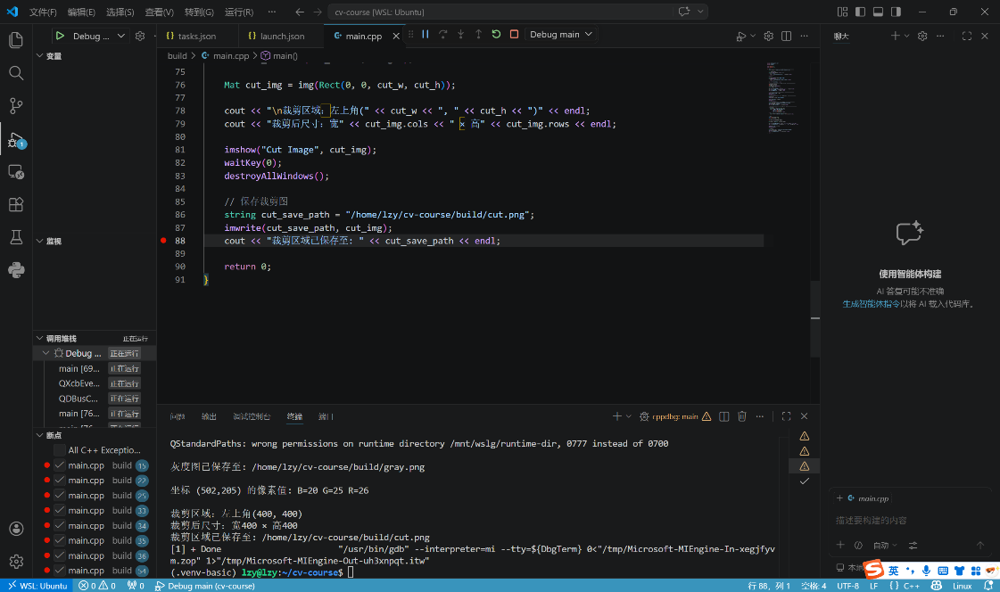 文件(F) 编辑(E) 选择(S) 查看(V) 转到(G) 运行(R) ··· cv-course [WSL: Ubuntu]
Debug ... tasks.json launch.json main.cpp Debug main 聊天
变量
build > main.cpp > main()
75
76 Mat cut_img = img(Rect(0, 0, cut_w, cut_h));
77
78 cout << "\n裁剪区域：左上角(" << cut_w << ", " << cut_h << ")" << endl;
79 cout << "裁剪后尺寸：宽" << cut_img.cols << " × 高" << cut_img.rows << endl;
80
81 imshow("Cut Image", cut_img);
82 waitKey(0);
83 destroyAllWindows();
84
85 // 保存裁剪图
86 string cut_save_path = "/home/lzy/cv-course/build/cut.png";
87 imwrite(cut_save_path, cut_img);
88 cout << "裁剪区域已保存至：" << cut_save_path << endl;
89
90 return 0;
91 }
监视
使用智能体构建
AI 答复可能不准确
生成智能体指令以将 AI 载入代码库。
调用堆栈 正在运行
Debug ... 正在运行
main [69... 正在运行
QXcbEve... 正在运行
QDBusC... 正在运行
main [76... 正在运行
断点
All C++ Exceptio...
main.cpp build 15
main.cpp build 22
main.cpp build 25
main.cpp build 33
main.cpp build 34
main.cpp build 35
main.cpp build 36
main.cpp build 54
问题 输出 调试控制台 终端 端口 cppdbg: main
QStandardPaths: wrong permissions on runtime directory /mnt/wslg/runtime-dir, 0777 instead of 0700
灰度图已保存至：/home/lzy/cv-course/build/gray.png
坐标 (502,205) 的像素值：B=20 G=25 R=26
裁剪区域：左上角(400, 400)
裁剪后尺寸：宽400 × 高400
裁剪区域已保存至：/home/lzy/cv-course/build/cut.png
[1] + Done "/usr/bin/gdb" --interpreter=mi --tty=${DbgTerm} 0<"/tmp/Microsoft-MIEngine-In-xegjfyv
m.zop" 1>"/tmp/Microsoft-MIEngine-Out-uh3xnpqt.itw"
(.venv-basic) lzy@lzy:~/cv-course$
main.cpp
描述要构建的内容
自动
本地
英
WSL: Ubuntu 0 0 0 Debug main (cv-course) 行 88，列 1 空格: 4 UTF-8 LF {} C++ Linux